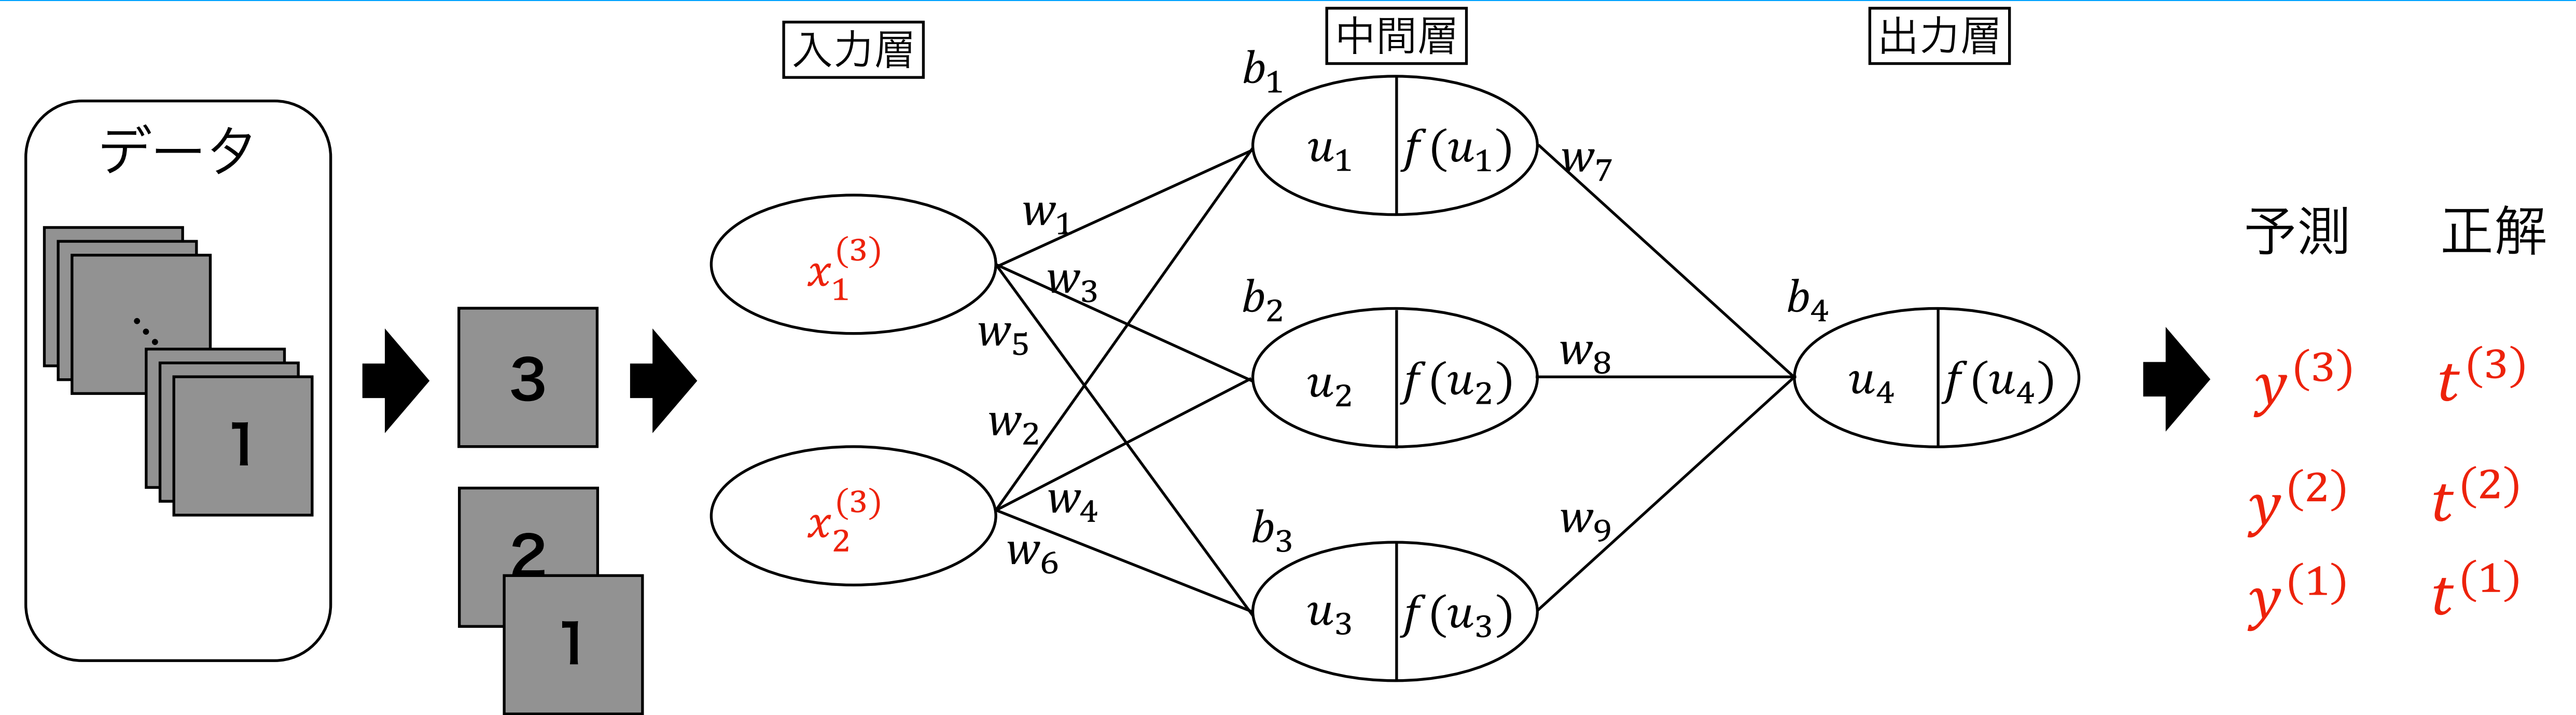 データ
1
3
2
1
入力層
x₁⁽³⁾
x₂⁽³⁾
w₁
w₃
w₅
w₂
w₄
w₆
中間層
b₁
u₁ f(u₁)
b₂
u₂ f(u₂)
b₃
u₃ f(u₃)
w₇
w₈
w₉
出力層
b₄
u₄ f(u₄)
予測 正解
y⁽³⁾ t⁽³⁾
y⁽²⁾ t⁽²⁾
y⁽¹⁾ t⁽¹⁾